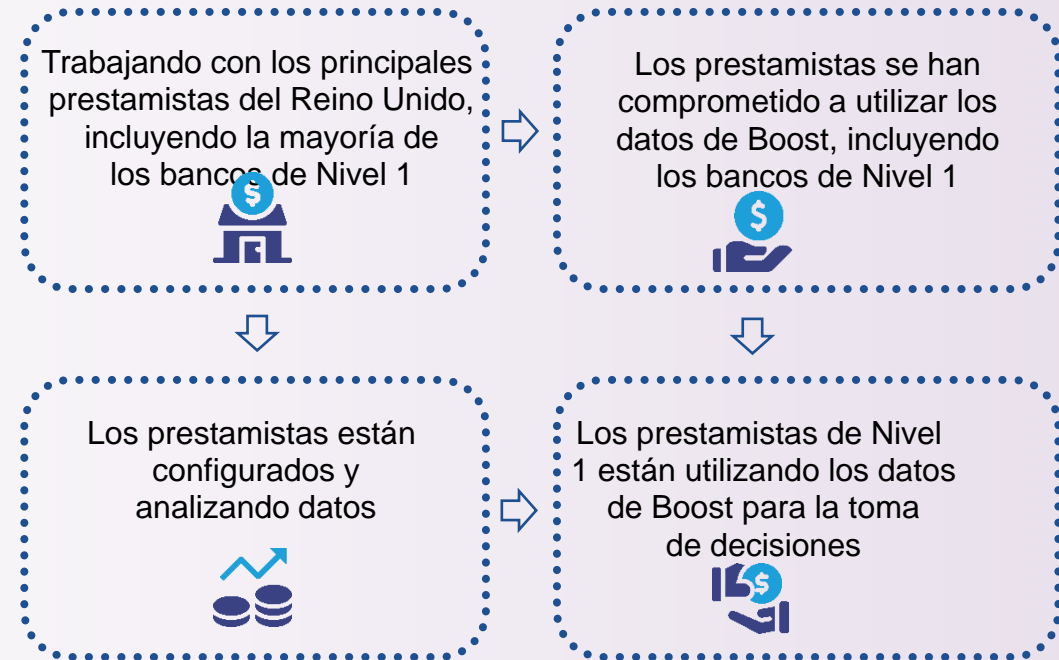 Trabajando con los principales
prestamistas del Reino Unido,
incluyendo la mayoría de
los bancos de Nivel 1
Los prestamistas se han
comprometido a utilizar los
datos de Boost, incluyendo
los bancos de Nivel 1
Los prestamistas están
configurados y
analizando datos
Los prestamistas de Nivel
1 están utilizando los datos
de Boost para la toma
de decisiones